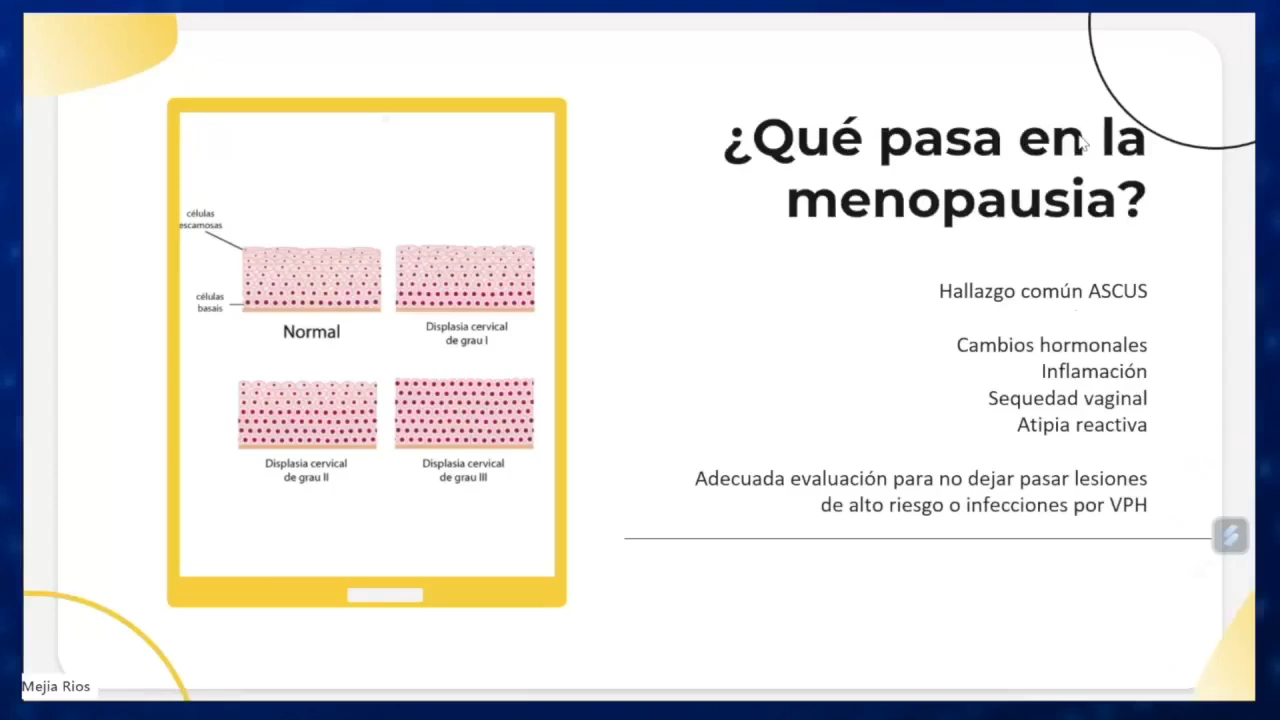 ¿Qué pasa en la
menopausia?
células
escamosas
células
basais
Normal
Displasia cervical
de grau I
Displasia cervical
de grau II
Displasia cervical
de grau III
Hallazgo común ASCUS
Cambios hormonales
Inflamación
Sequedad vaginal
Atipia reactiva
Adecuada evaluación para no dejar pasar lesiones
de alto riesgo o infecciones por VPH
Mejia Rios